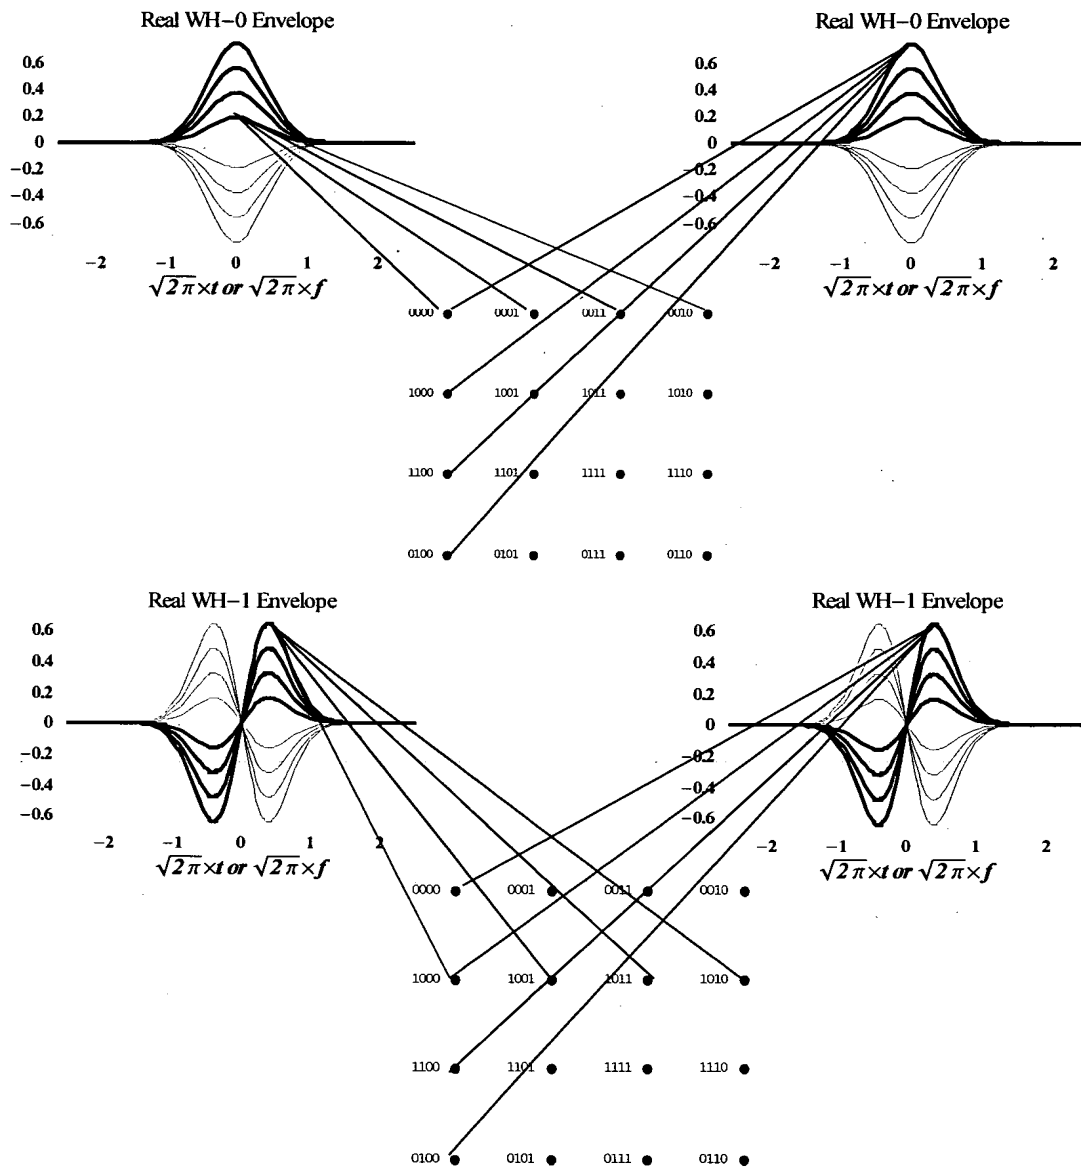 Real WH−0 Envelope
0.6
0.4
0.2
0
−0.2
−0.4
−0.6
−2 −1 0 1 2
√2π×t or √2π×f
Real WH−0 Envelope
0.6
0.4
0.2
0
−0.2
−0.4
−0.6
−2 −1 0 1 2
√2π×t or √2π×f
0000 0001 0011 0010
1000 1001 1011 1010
1100 1101 1111 1110
0100 0101 0111 0110
Real WH−1 Envelope
0.6
0.4
0.2
0
−0.2
−0.4
−0.6
−2 −1 0 1 2
√2π×t or √2π×f
Real WH−1 Envelope
0.6
0.4
0.2
0
−0.2
−0.4
−0.6
−2 −1 0 1 2
√2π×t or √2π×f
0000 0001 0011 0010
1000 1001 1011 1010
1100 1101 1111 1110
0100 0101 0111 0110